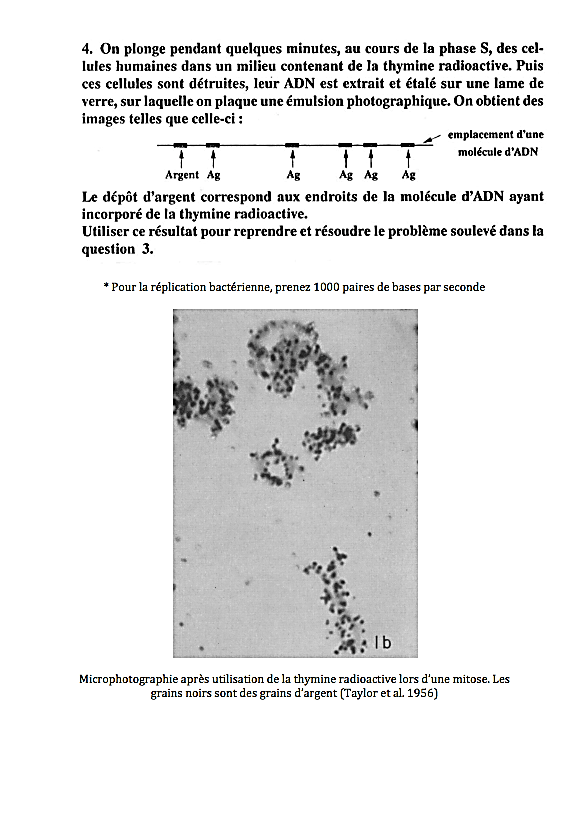 4. On plonge pendant quelques minutes, au cours de la phase S, des cel-
lules humaines dans un milieu contenant de la thymine radioactive. Puis
ces cellules sont détruites, leur ADN est extrait et étalé sur une lame de
verre, sur laquelle on plaque une émulsion photographique. On obtient des
images telles que celle-ci :
emplacement d'une
molécule d'ADN
Argent Ag Ag Ag Ag Ag
Le dépôt d'argent correspond aux endroits de la molécule d'ADN ayant
incorporé de la thymine radioactive.
Utiliser ce résultat pour reprendre et résoudre le problème soulevé dans la
question 3.
* Pour la réplication bactérienne, prenez 1000 paires de bases par seconde
1b
Microphotographie après utilisation de la thymine radioactive lors d'une mitose. Les
grains noirs sont des grains d'argent (Taylor et al. 1956)